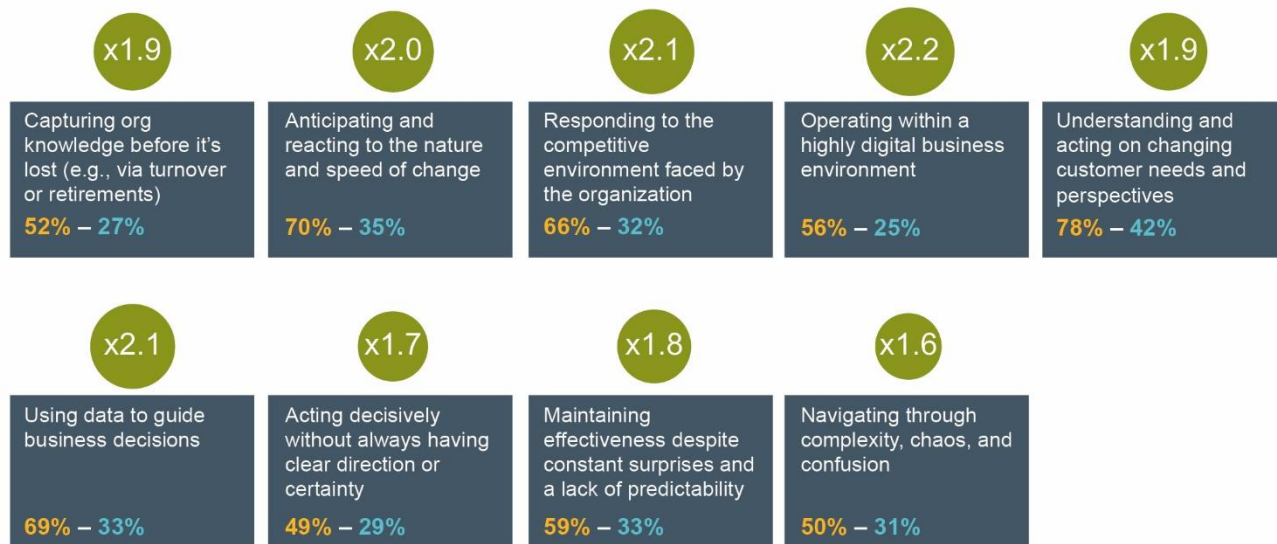 x1.9
Capturing org
knowledge before it's
lost (e.g., via turnover
or retirements)
52% – 27%
x2.0
Anticipating and
reacting to the nature
and speed of change
70% – 35%
x2.1
Responding to the
competitive
environment faced by
the organization
66% – 32%
x2.2
Operating within a
highly digital business
environment
56% – 25%
x1.9
Understanding and
acting on changing
customer needs and
perspectives
78% – 42%
x2.1
Using data to guide
business decisions
69% – 33%
x1.7
Acting decisively
without always having
clear direction or
certainty
49% – 29%
x1.8
Maintaining
effectiveness despite
constant surprises and
a lack of predictability
59% – 33%
x1.6
Navigating through
complexity, chaos, and
confusion
50% – 31%